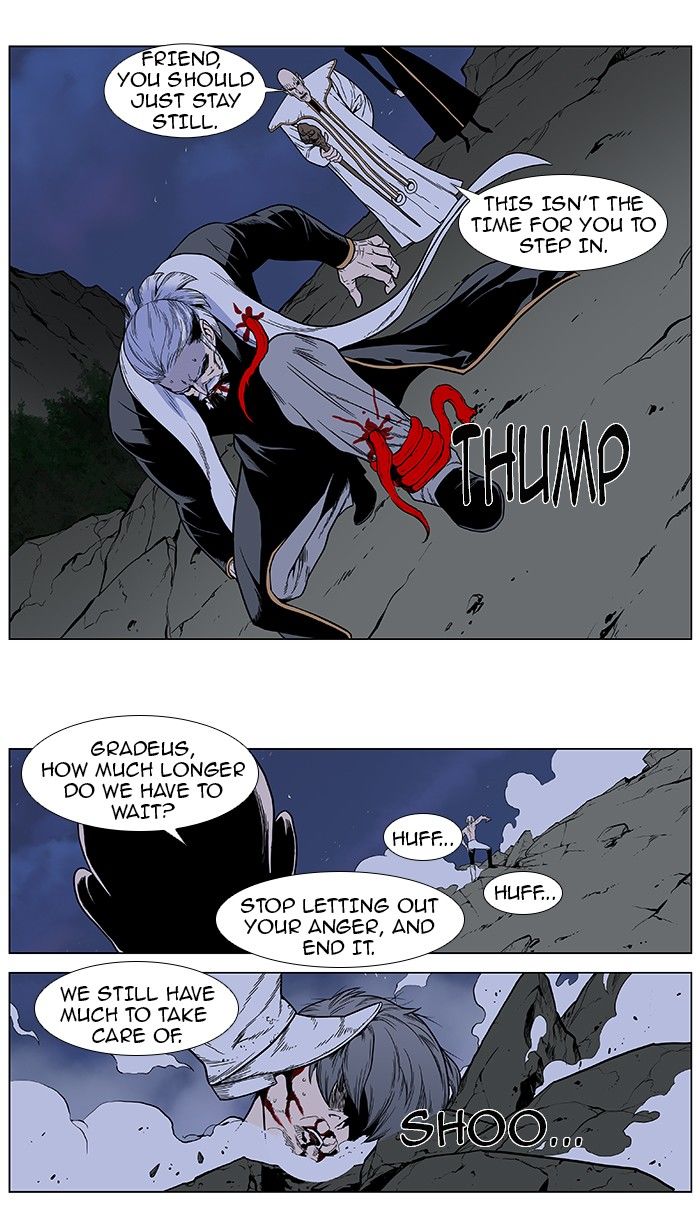 FRIEND,
YOU SHOULD
JUST STAY
STILL.
THIS ISN'T THE
TIME FOR YOU TO
STEP IN.
THUMP
GRADEUS,
HOW MUCH LONGER
DO WE HAVE TO
WAIT?
HUFF...
HUFF...
STOP LETTING OUT
YOUR ANGER, AND
END IT.
WE STILL HAVE
MUCH TO TAKE
CARE OF.
SHOO...